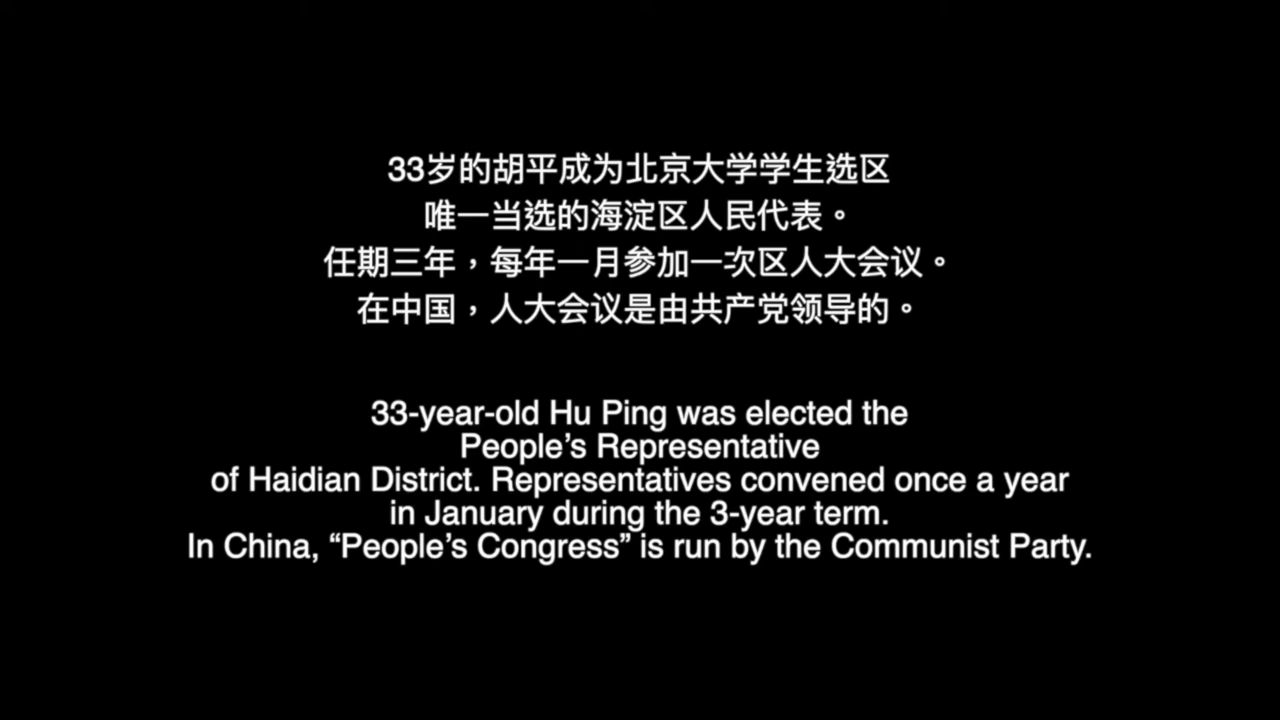 33岁的胡平成为北京大学学生选区
唯一当选的海淀区人民代表。
任期三年，每年一月参加一次区人大会议。
在中国，人大会议是由共产党领导的。
33-year-old Hu Ping was elected the
People’s Representative
of Haidian District. Representatives convened once a year
in January during the 3-year term.
In China, “People’s Congress” is run by the Communist Party.